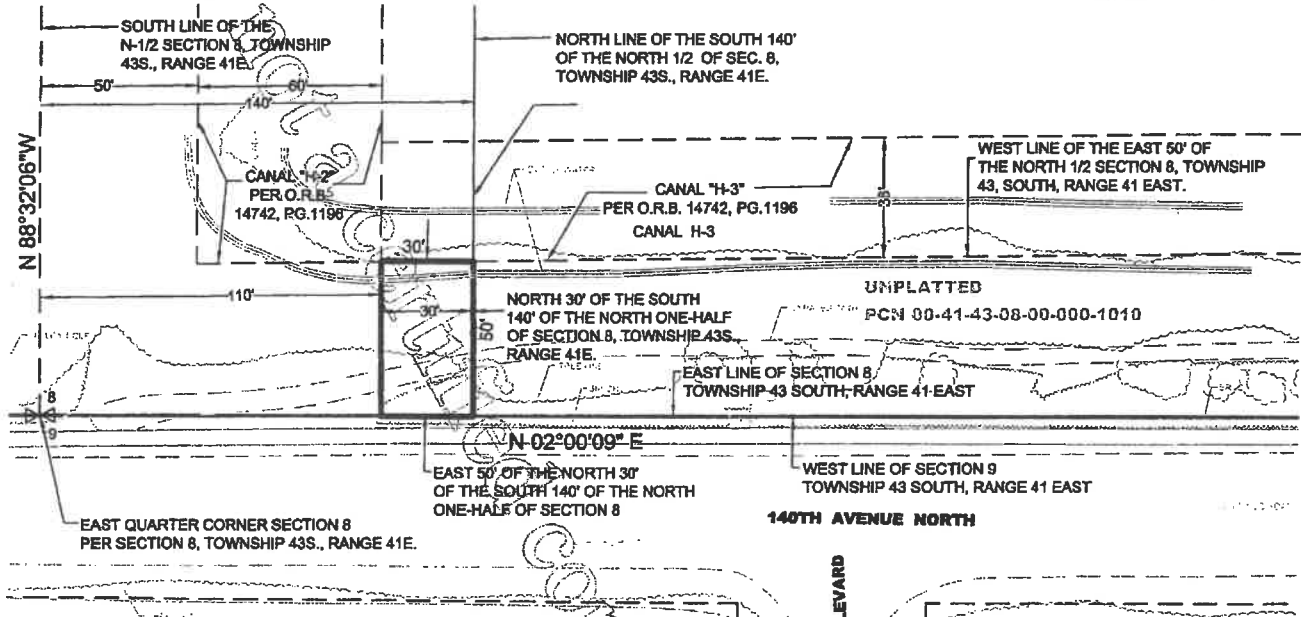 SOUTH LINE OF THE
N-1/2 SECTION 8, TOWNSHIP
43S., RANGE 41E.
NORTH LINE OF THE SOUTH 140'
OF THE NORTH 1/2 OF SEC. 8,
TOWNSHIP 43S., RANGE 41E.
50'
60'
140'
N 88°32'06"W
CANAL "H-2"
PER O.R.B.
14742, PG.1196
CANAL "H-3"
PER O.R.B. 14742, PG.1196
CANAL H-3
38'
WEST LINE OF THE EAST 50' OF
THE NORTH 1/2 SECTION 8, TOWNSHIP
43, SOUTH, RANGE 41 EAST.
30'
110'
30'
50'
NORTH 30' OF THE SOUTH
140' OF THE NORTH ONE-HALF
OF SECTION 8, TOWNSHIP 43S.,
RANGE 41E.
UNPLATTED
PCN 00-41-43-08-00-000-1010
EAST LINE OF SECTION 8
TOWNSHIP 43 SOUTH, RANGE 41 EAST
8
9
N 02°00'09" E
EAST 50' OF THE NORTH 30'
OF THE SOUTH 140' OF THE NORTH
ONE-HALF OF SECTION 8
WEST LINE OF SECTION 9
TOWNSHIP 43 SOUTH, RANGE 41 EAST
140TH AVENUE NORTH
EAST QUARTER CORNER SECTION 8
PER SECTION 8, TOWNSHIP 43S., RANGE 41E.
LEVARD